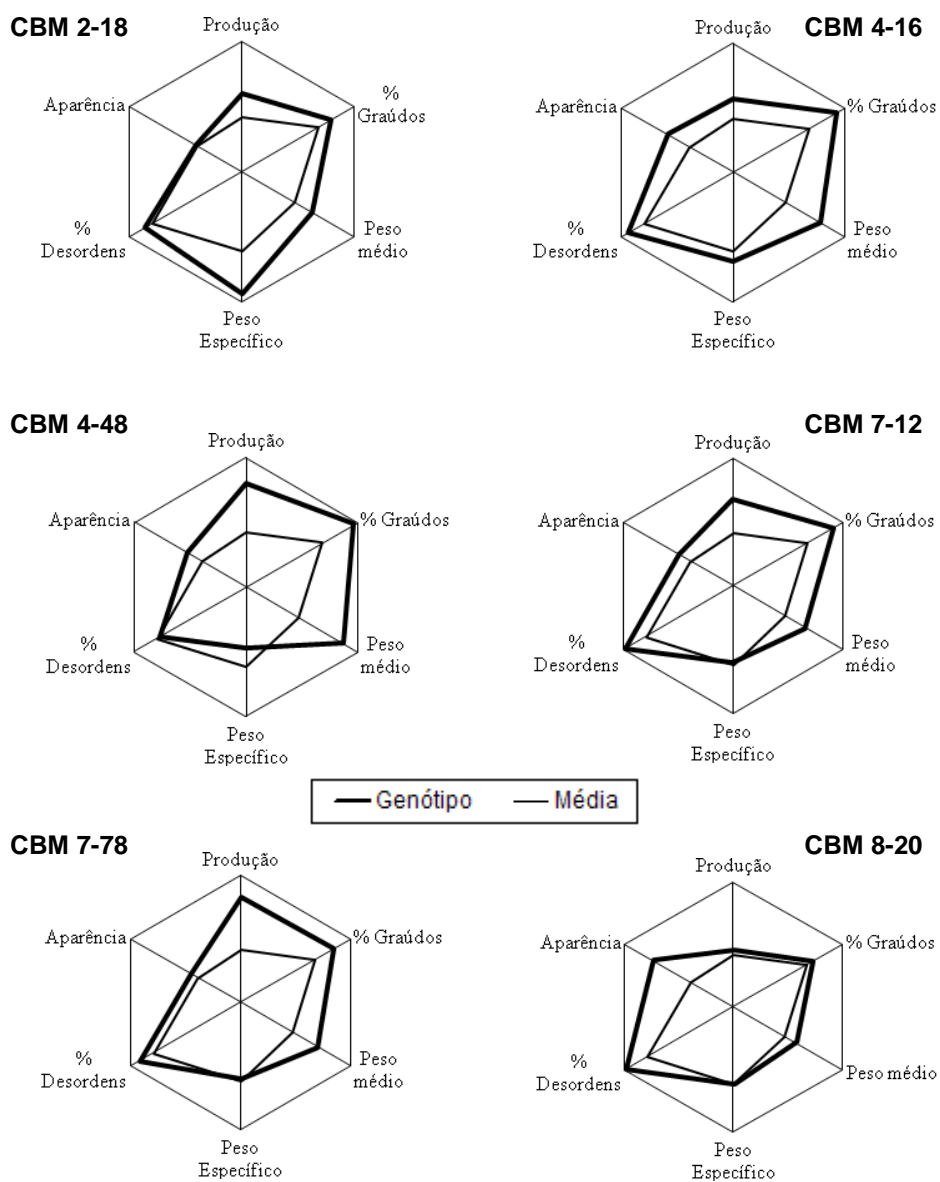 CBM 2-18
Produção
%
Graúdos
Aparência
%
Desordens
Peso
médio
Peso
Específico
CBM 4-16
Produção
% Graúdos
Aparência
%
Desordens
Peso
médio
Peso
Específico
CBM 4-48
Produção
Aparência
% Graúdos
%
Desordens
Peso
médio
Peso
Específico
CBM 7-12
Produção
Aparência
% Graúdos
%
Desordens
Peso
médio
Peso
Específico
Genótipo Média
CBM 7-78
Produção
Aparência
% Graúdos
%
Desordens
Peso
médio
Peso
Específico
CBM 8-20
Produção
Aparência
% Graúdos
%
Desordens
Peso médio
Peso
Específico